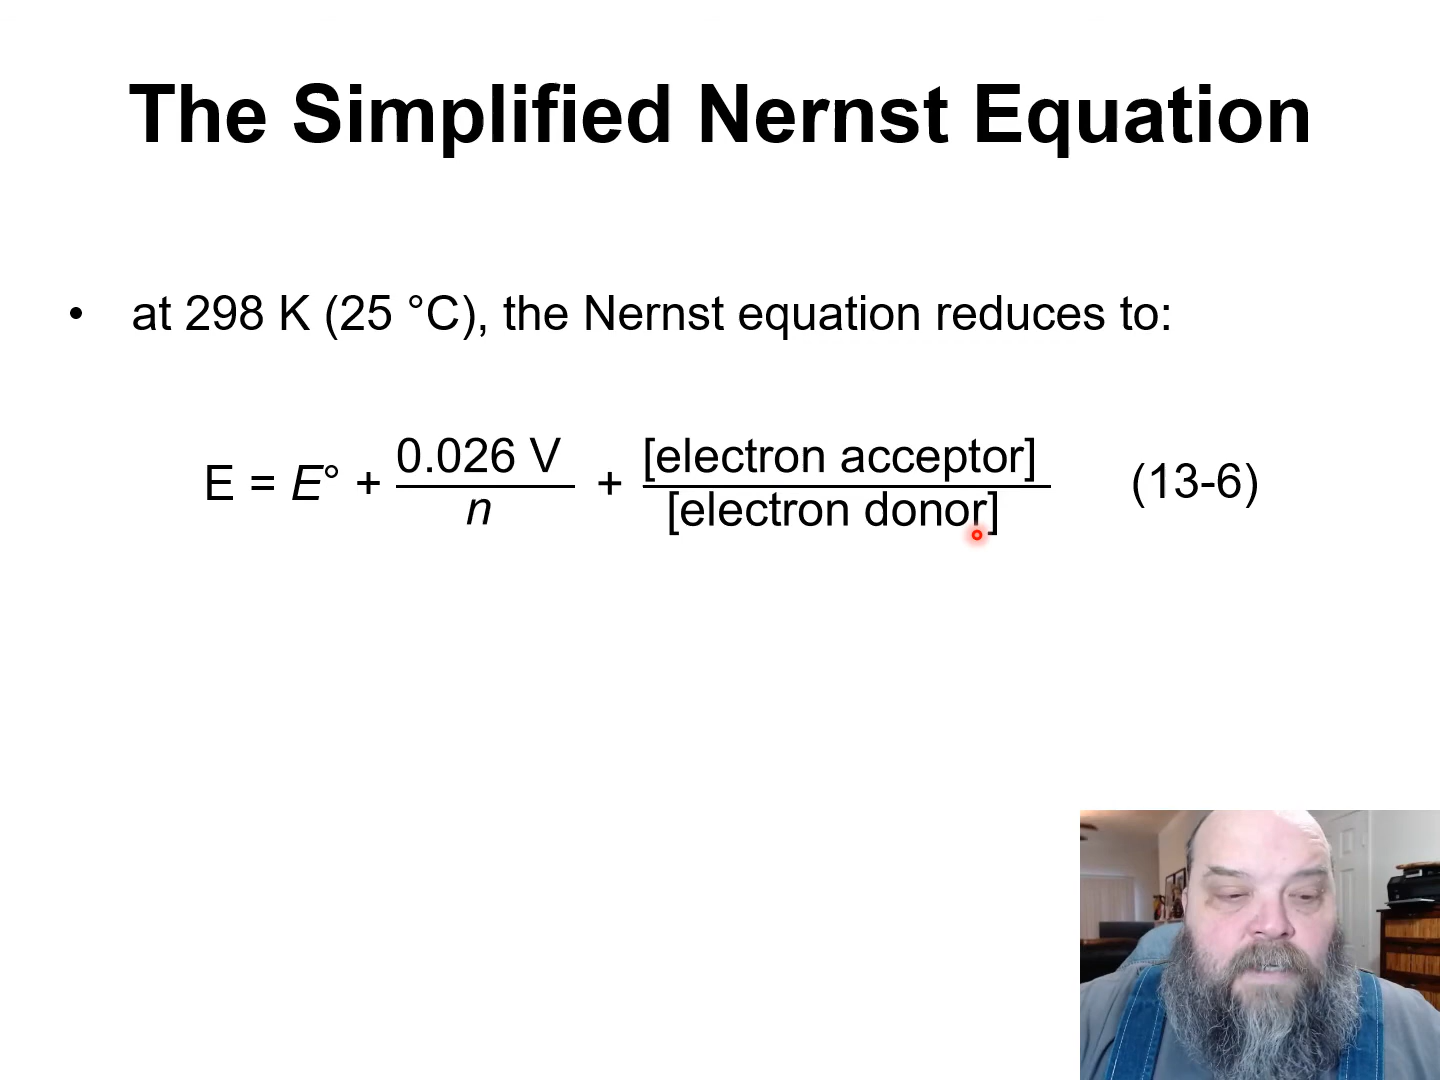 The Simplified Nernst Equation
• at 298 K (25 °C), the Nernst equation reduces to:
E = E° + 0.026 V / n + [electron acceptor] / [electron donor] (13-6)